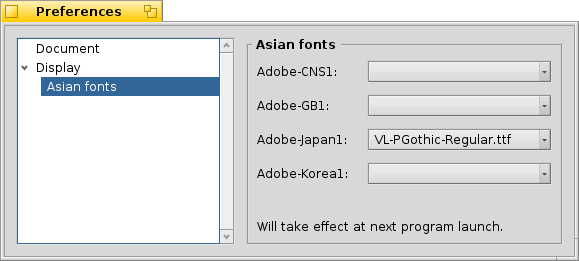 Preferences
Document
Display
Asian fonts
Asian fonts
Adobe-CNS1:
Adobe-GB1:
Adobe-Japan1: VL-PGothic-Regular.ttf
Adobe-Korea1:
Will take effect at next program launch.